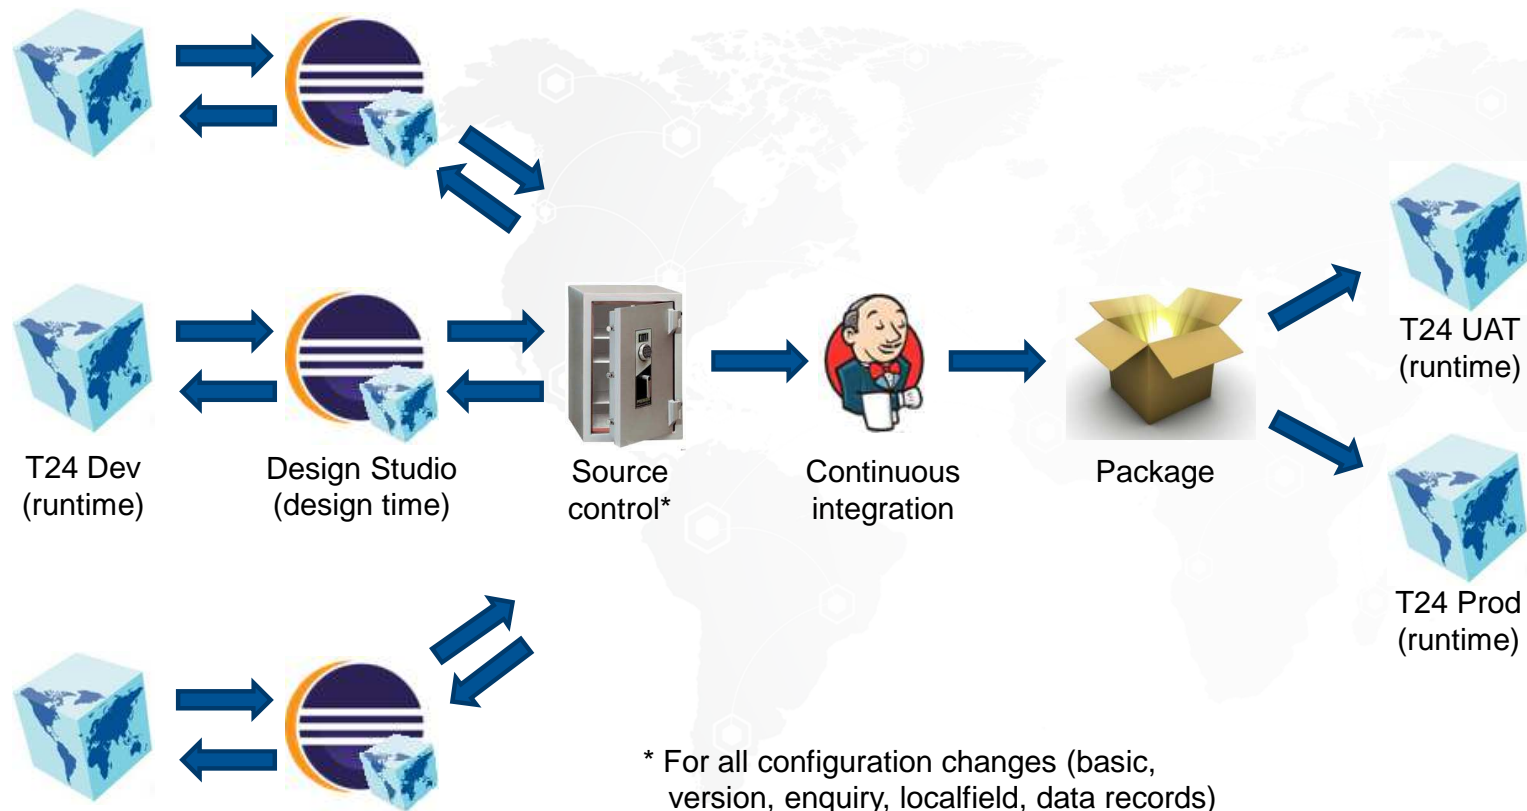 T24 Dev
(runtime)
Design Studio
(design time)
Source
control*
Continuous
integration
Package
T24 UAT
(runtime)
T24 Prod
(runtime)
* For all configuration changes (basic,
version, enquiry, localfield, data records)